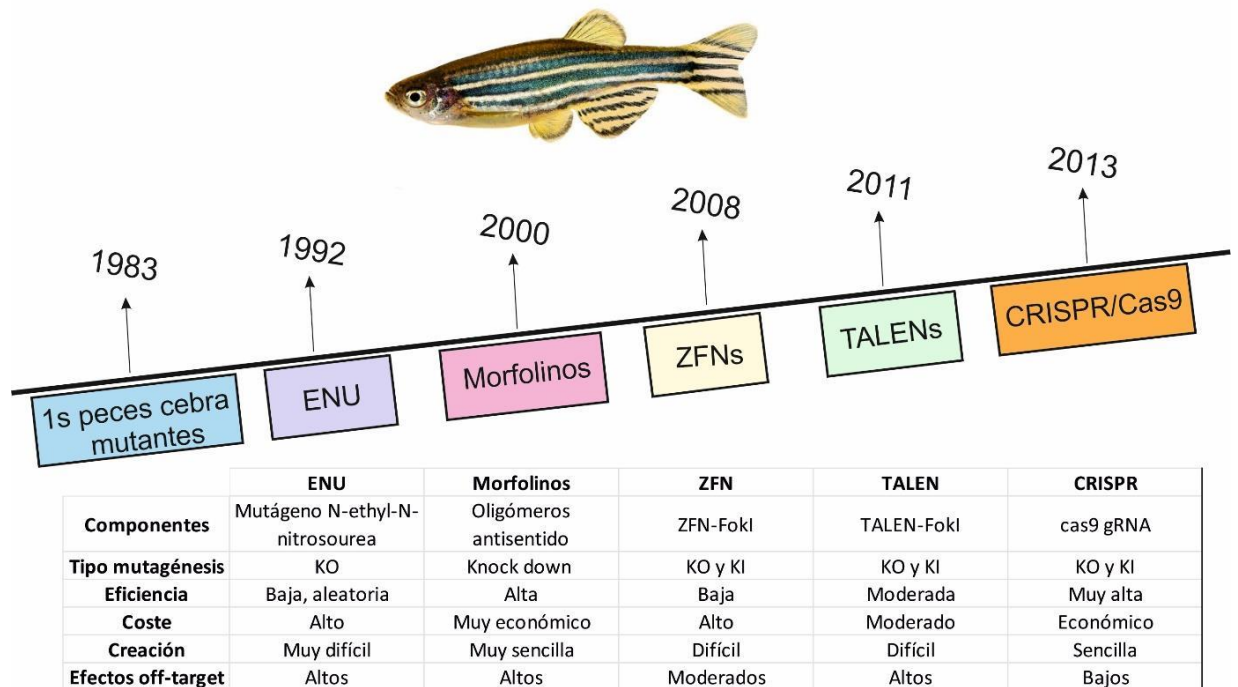 1983
1992
2000
2008
2011
2013
1s peces cebra
mutantes
ENU
Morfolinos
ZFNs
TALENs
CRISPR/Cas9
ENU Morfolinos ZFN TALEN CRISPR
Componentes Mutágeno N-ethyl-N-nitrosourea Oligómeros antisentido ZFN-FokI TALEN-FokI cas9 gRNA
Tipo mutagénesis KO Knock down KO y KI KO y KI KO y KI
Eficiencia Baja, aleatoria Alta Baja Moderada Muy alta
Coste Alto Muy económico Alto Moderado Económico
Creación Muy difícil Muy sencilla Difícil Difícil Sencilla
Efectos off-target Altos Altos Moderados Altos Bajos